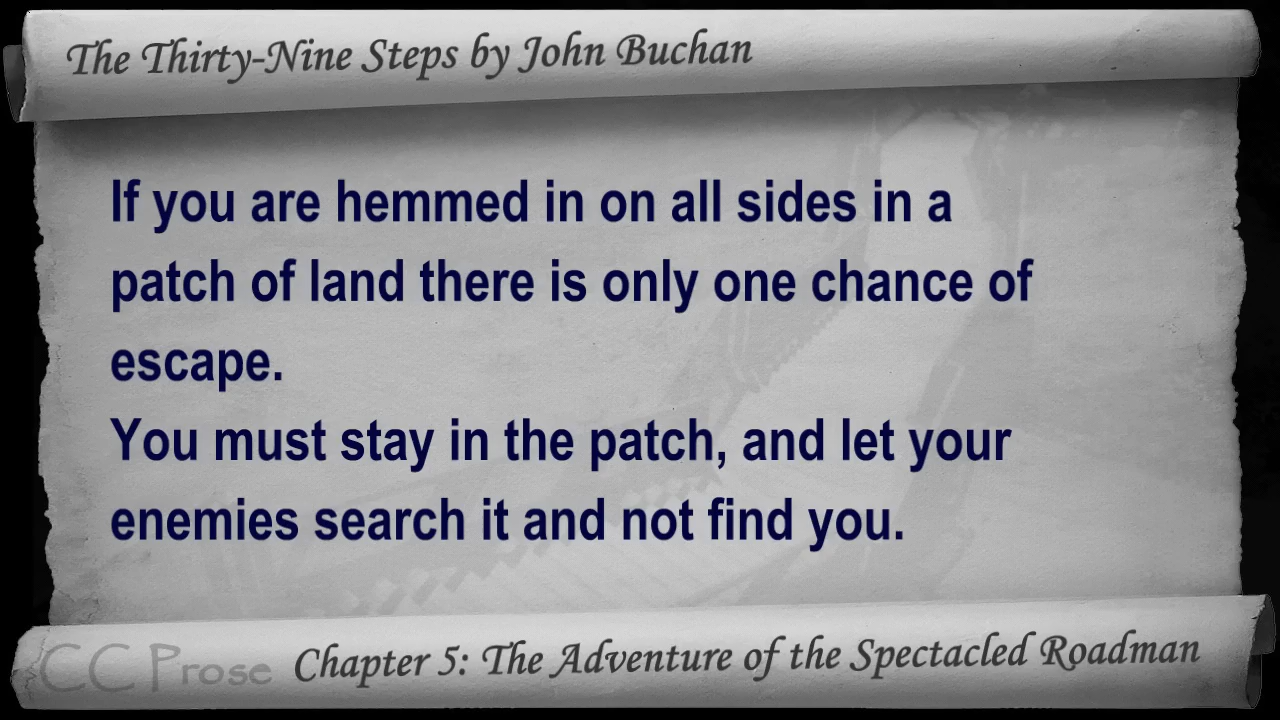 The Thirty-Nine Steps by John Buchan
If you are hemmed in on all sides in a
patch of land there is only one chance of
escape.
You must stay in the patch, and let your
enemies search it and not find you.
CC Prose
Chapter 5: The Adventure of the Spectacled Roadman